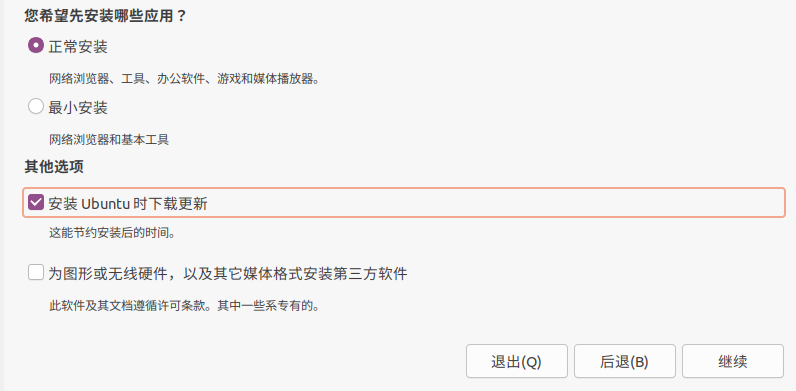 您希望先安装哪些应用？
正常安装
网络浏览器、工具、办公软件、游戏和媒体播放器。
最小安装
网络浏览器和基本工具
其他选项
安装 Ubuntu 时下载更新
这能节约安装后的时间。
为图形或无线硬件，以及其它媒体格式安装第三方软件
此软件及其文档遵循许可条款。其中一些系专有的。
退出(Q) 后退(B) 继续